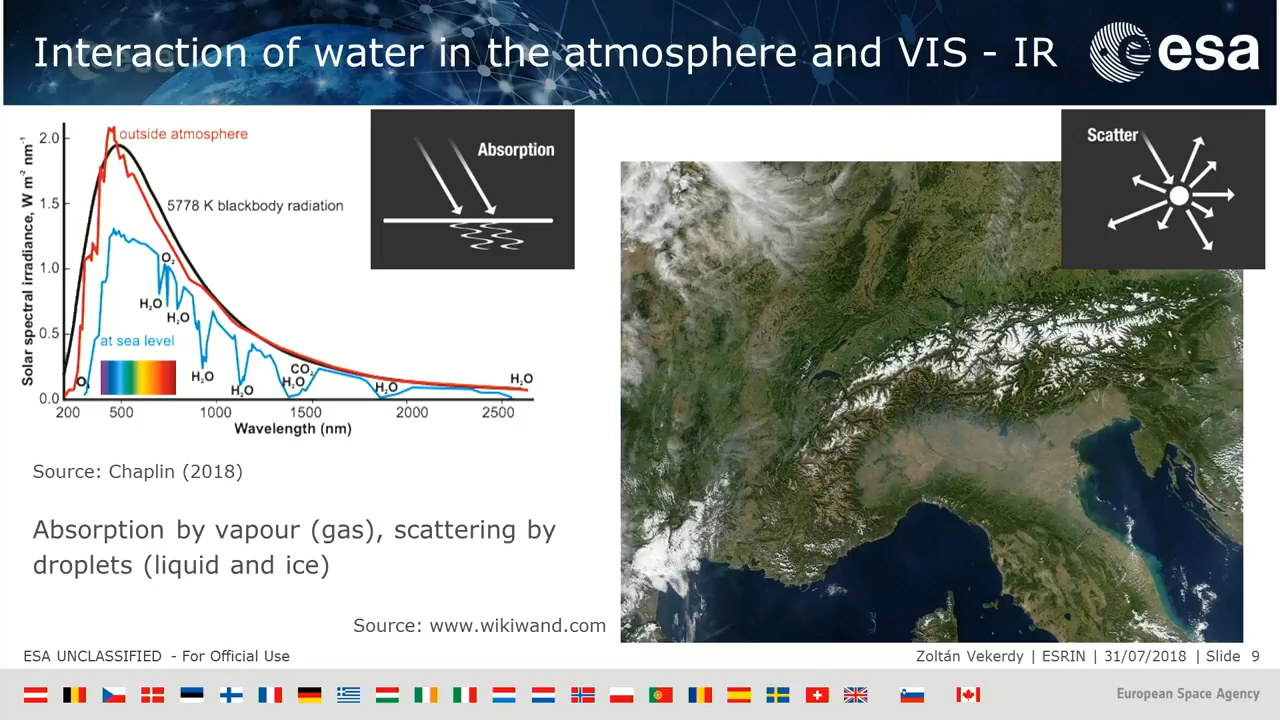 Interaction of water in the atmosphere and VIS - IR
esa
Solar spectral irradiance, W m⁻² nm⁻¹
2.0
1.5
1.0
0.5
0.0
outside atmosphere
5778 K blackbody radiation
O₂
H₂O
H₂O
at sea level
O₃
H₂O
H₂O
CO₂
H₂O
H₂O
H₂O
200 500 1000 1500 2000 2500
Wavelength (nm)
Absorption
Scatter
Source: Chaplin (2018)
Absorption by vapour (gas), scattering by
droplets (liquid and ice)
Source: www.wikiwand.com
ESA UNCLASSIFIED - For Official Use
Zoltán Vekerdy | ESRIN | 31/07/2018 | Slide 9
European Space Agency